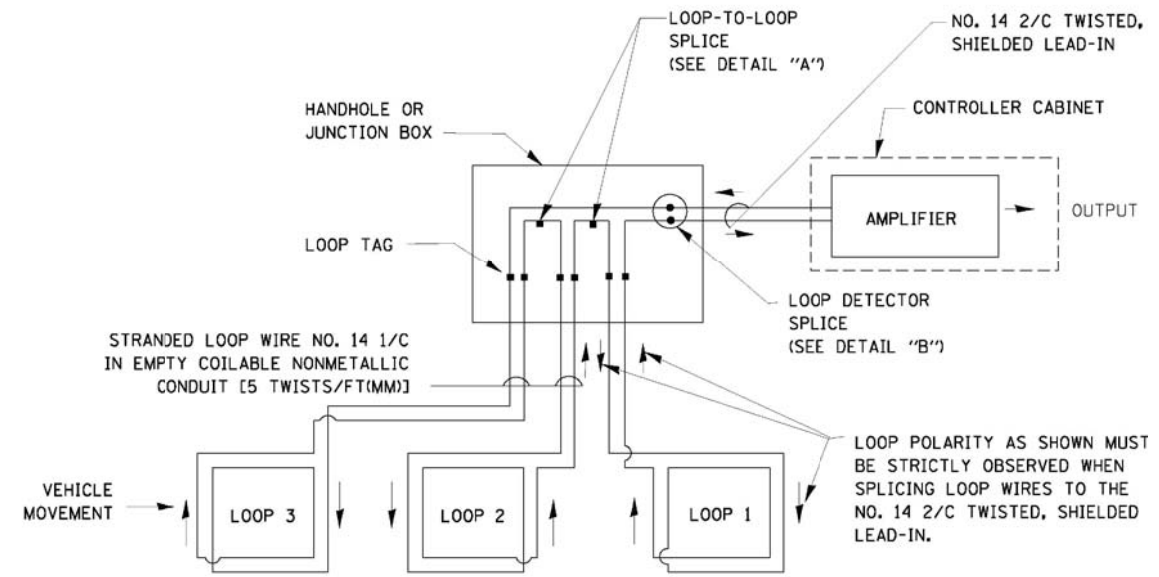 LOOP-TO-LOOP
SPLICE
(SEE DETAIL "A")
NO. 14 2/C TWISTED,
SHIELDED LEAD-IN
HANDHOLE OR
JUNCTION BOX
CONTROLLER CABINET
AMPLIFIER
OUTPUT
LOOP TAG
LOOP DETECTOR
SPLICE
(SEE DETAIL "B")
STRANDED LOOP WIRE NO. 14 1/C
IN EMPTY COILABLE NONMETALLIC
CONDUIT [5 TWISTS/FT(MM)]
LOOP POLARITY AS SHOWN MUST
BE STRICTLY OBSERVED WHEN
SPLICING LOOP WIRES TO THE
NO. 14 2/C TWISTED, SHIELDED
LEAD-IN.
VEHICLE
MOVEMENT
LOOP 3
LOOP 2
LOOP 1